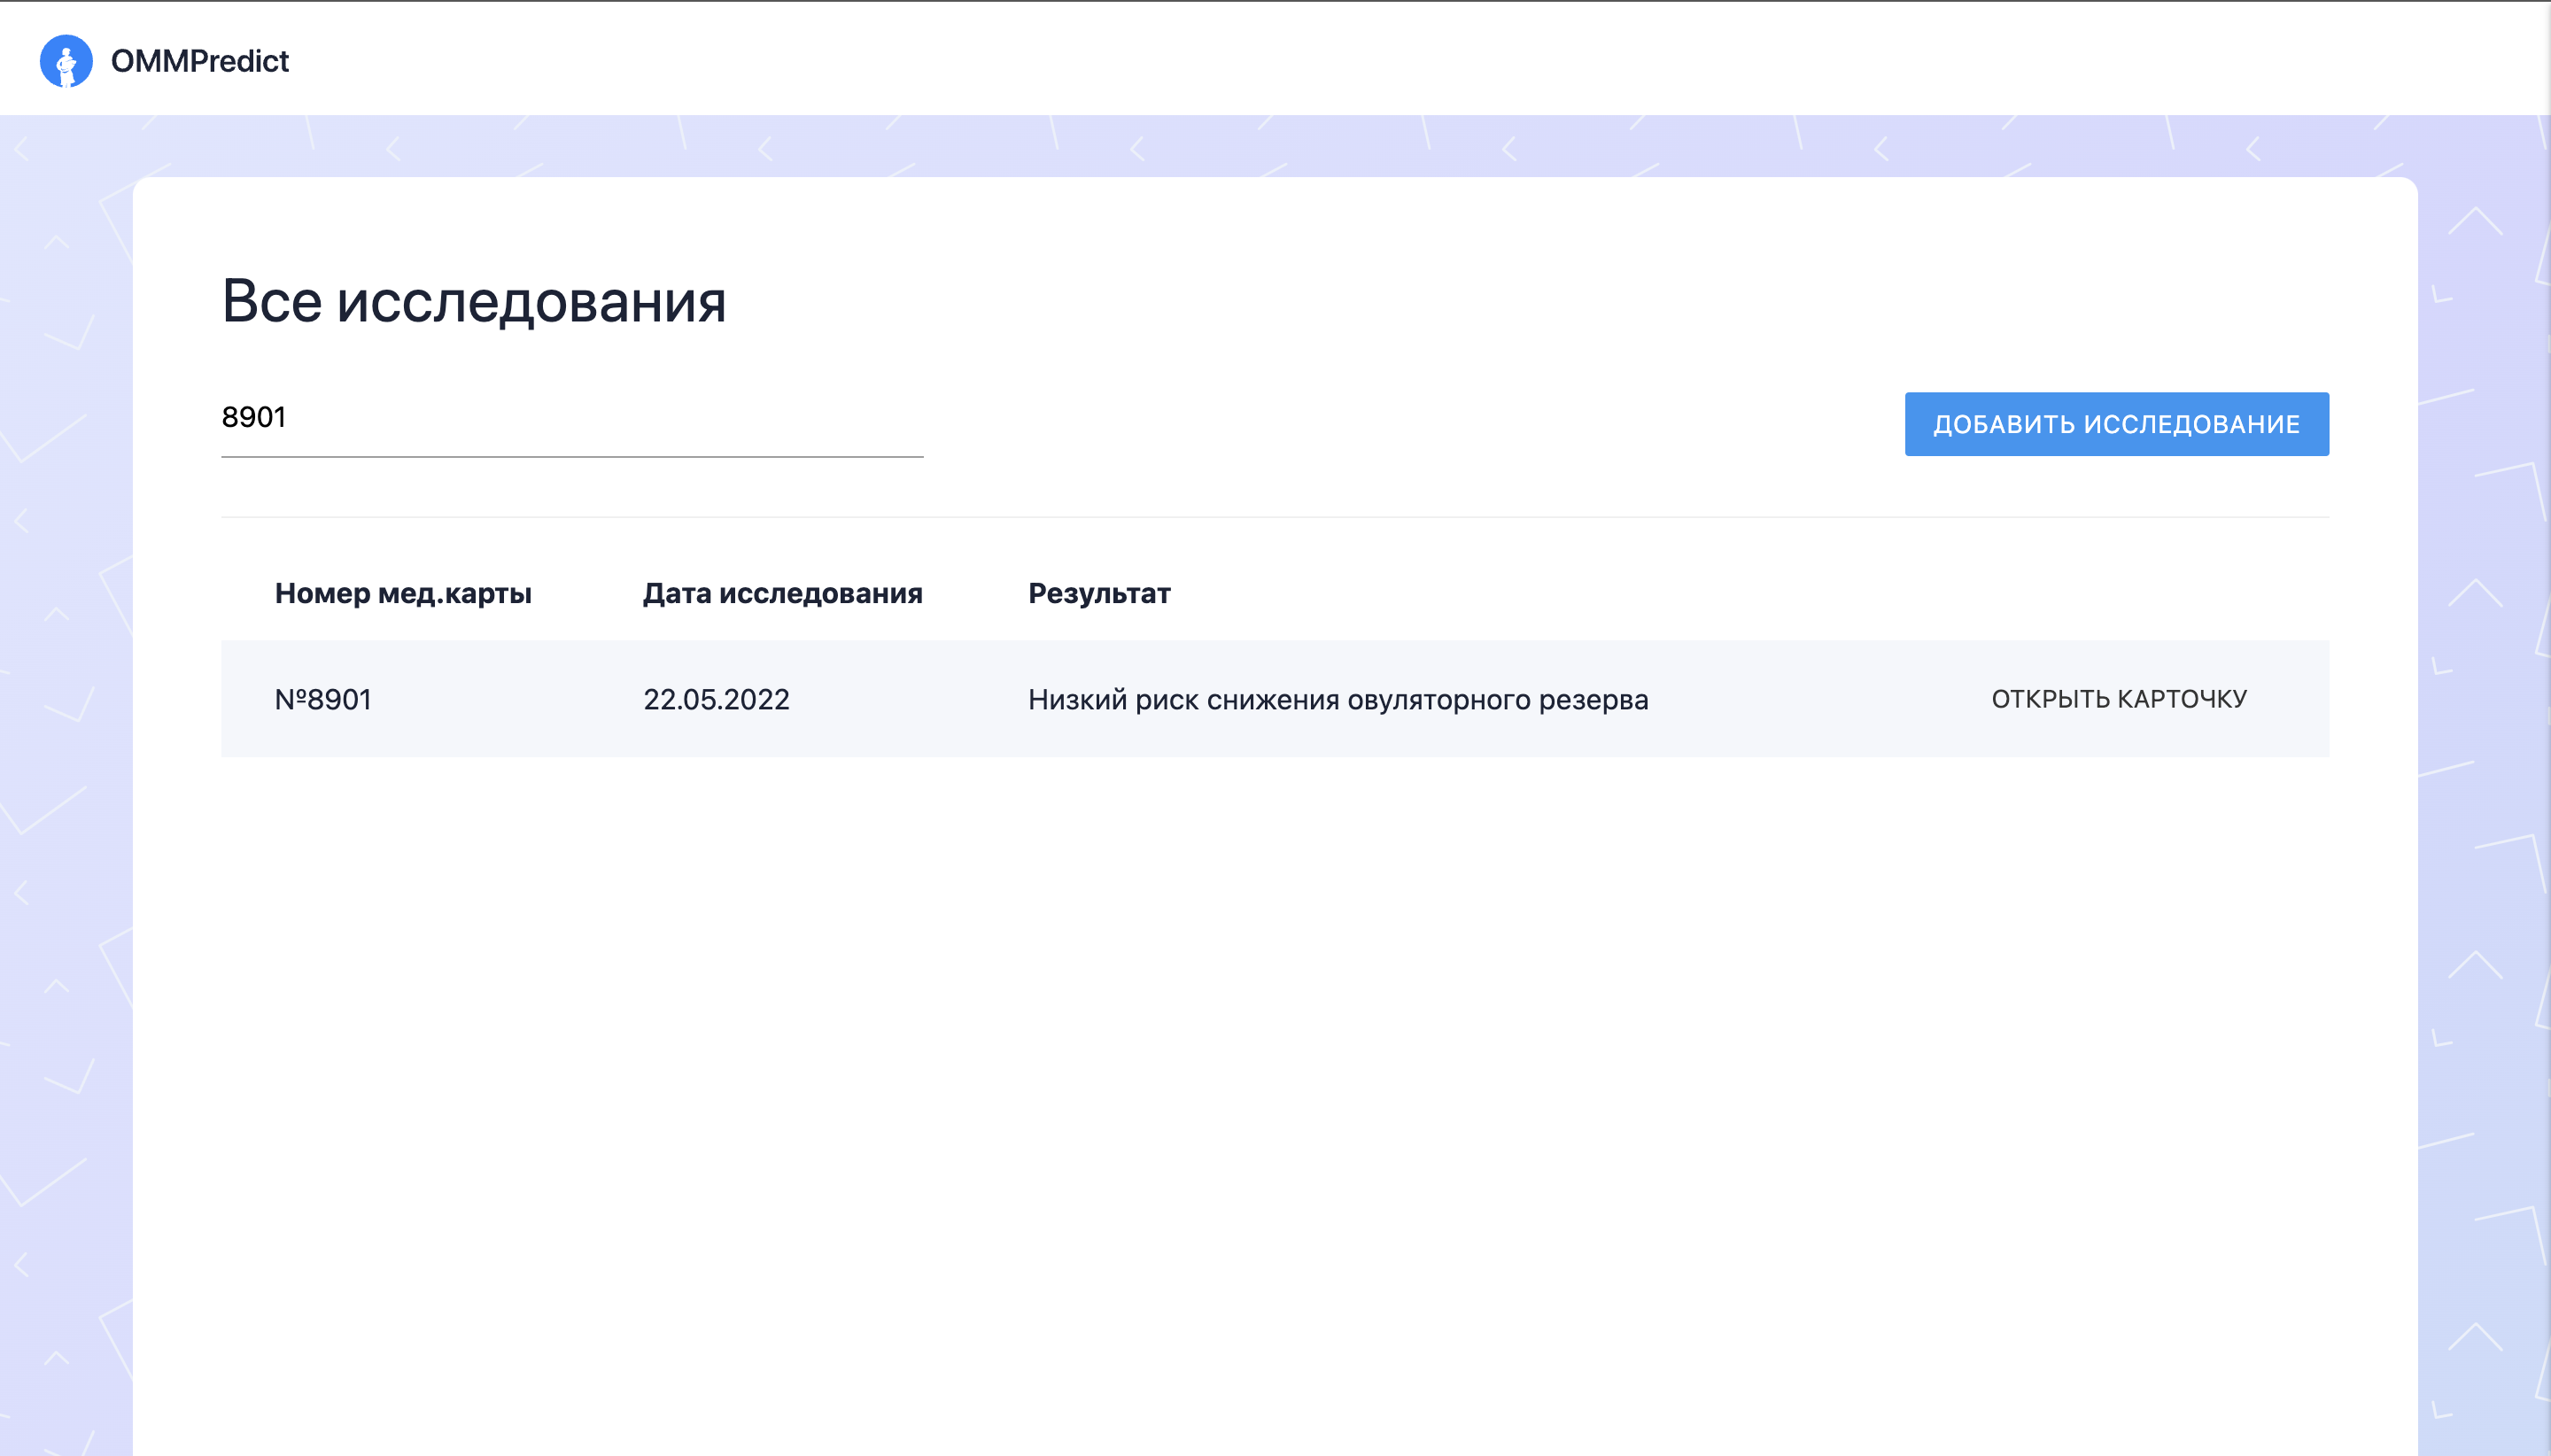 OMMPredict
Все исследования
8901
ДОБАВИТЬ ИССЛЕДОВАНИЕ
Номер мед.карты Дата исследования Результат
№8901 22.05.2022 Низкий риск снижения овуляторного резерва ОТКРЫТЬ КАРТОЧКУ